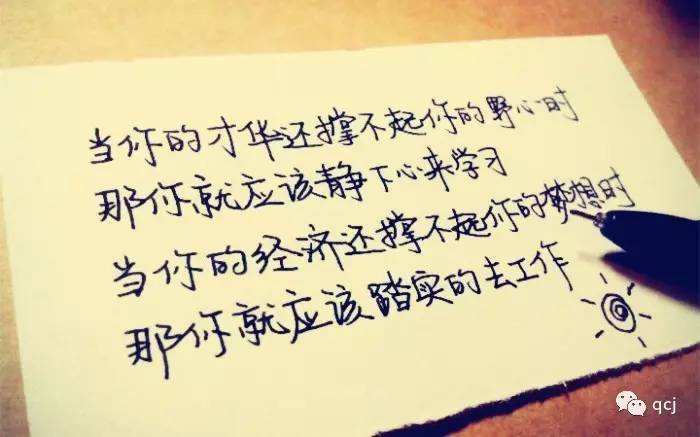 当你的才华还撑不起你的野心时
那你就应该静下心来学习
当你的经济还撑不起你的梦想时
那你就应该踏实的去工作
qcj